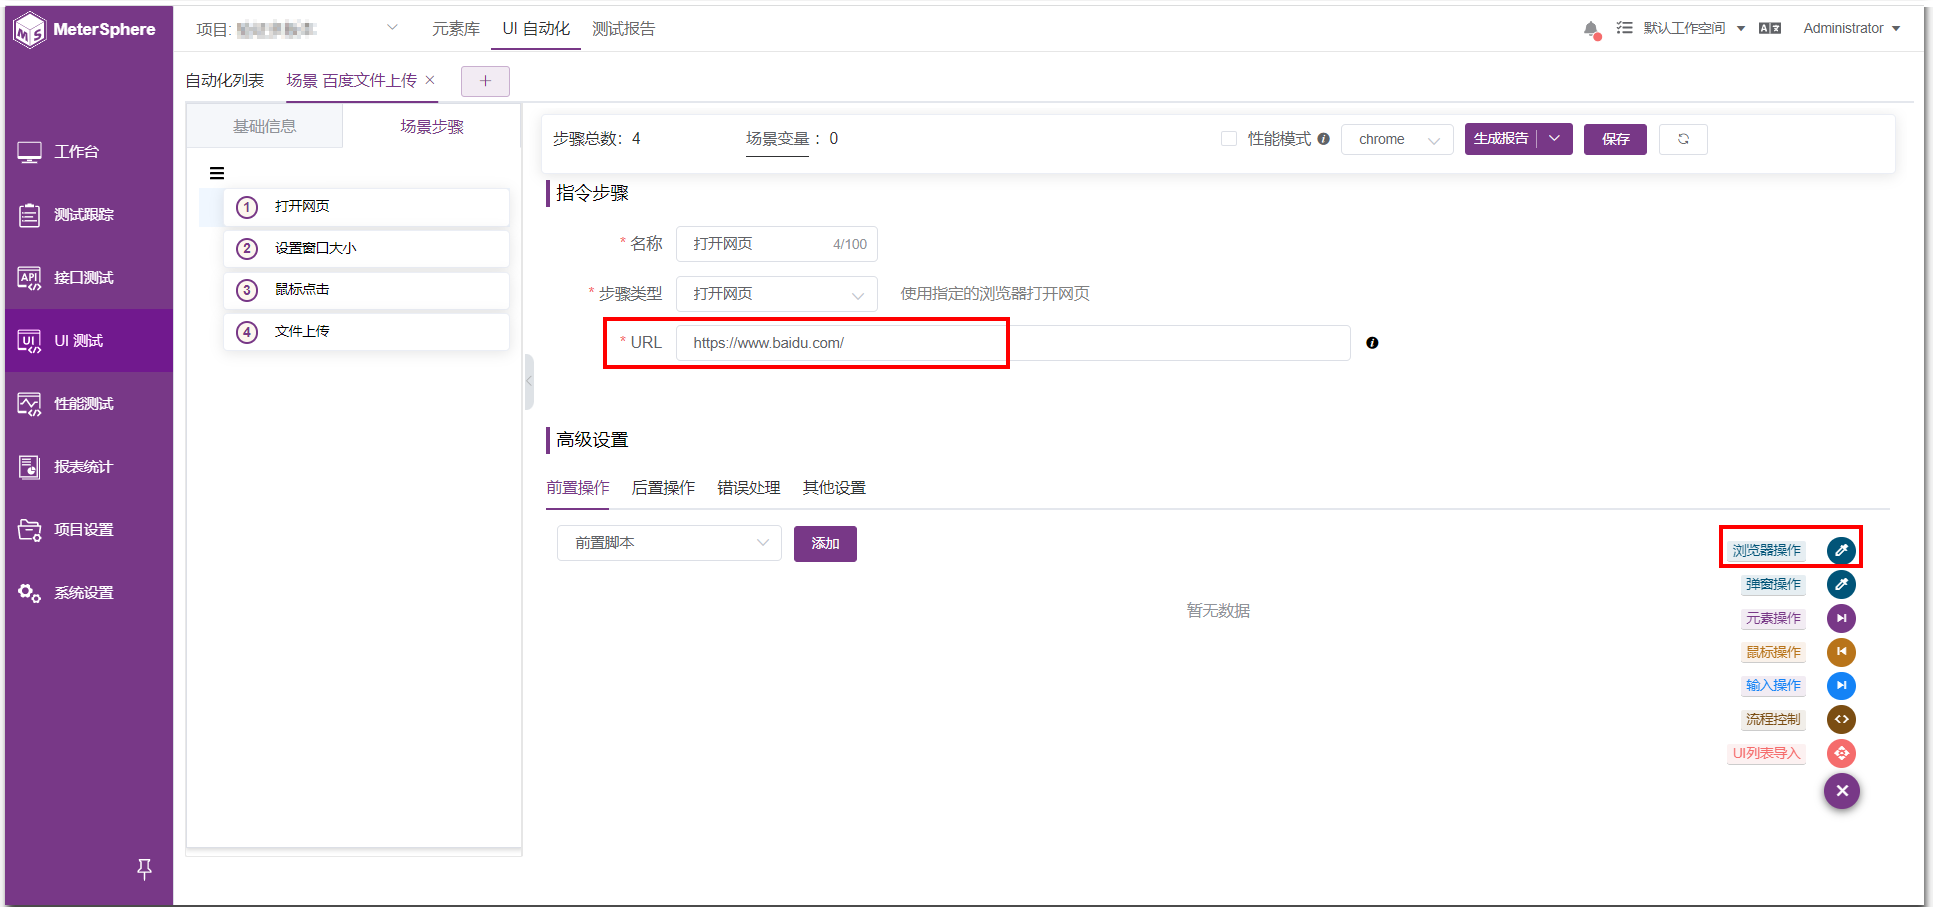 MeterSphere
项目:
元素库
UI 自动化
测试报告
默认工作空间
Administrator
自动化列表
场景 百度文件上传
工作台
测试跟踪
接口测试
UI 测试
性能测试
报表统计
项目设置
系统设置
基础信息
场景步骤
1 打开网页
2 设置窗口大小
3 鼠标点击
4 文件上传
步骤总数：4
场景变量：0
性能模式
chrome
生成报告
保存
指令步骤
* 名称
打开网页
4/100
* 步骤类型
打开网页
使用指定的浏览器打开网页
* URL
https://www.baidu.com/
高级设置
前置操作
后置操作
错误处理
其他设置
前置脚本
添加
暂无数据
浏览器操作
弹窗操作
元素操作
鼠标操作
输入操作
流程控制
UI列表导入